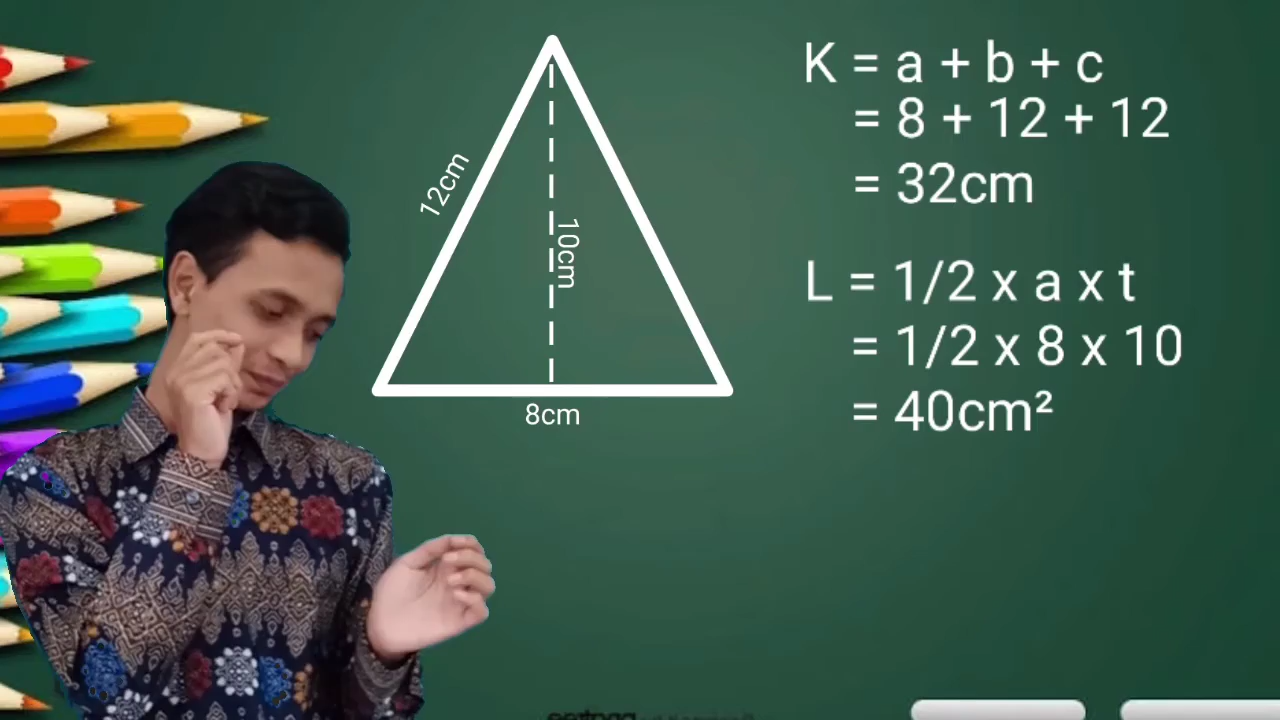 12cm
10cm
8cm
K = a + b + c
= 8 + 12 + 12
= 32cm
L = 1/2 x a x t
= 1/2 x 8 x 10
= 40cm²